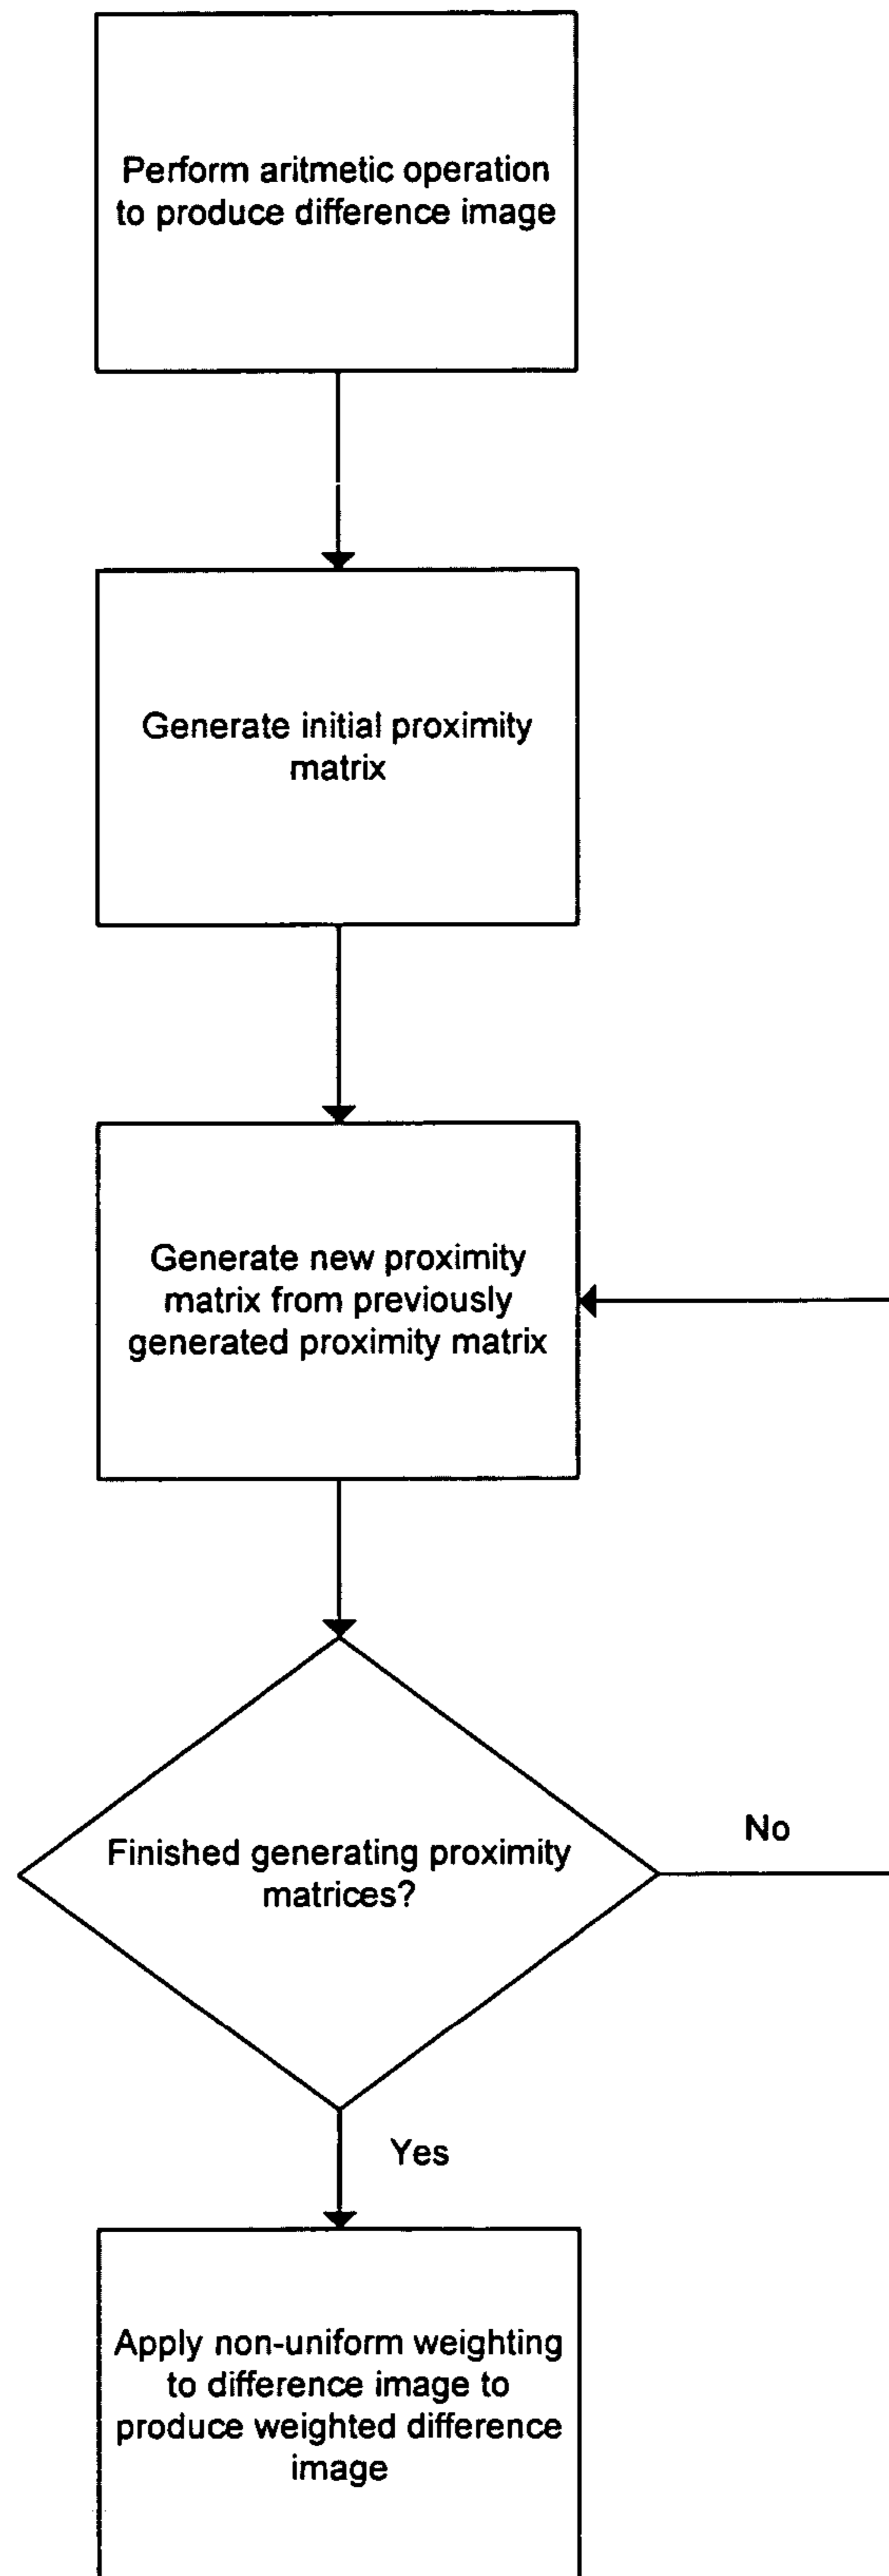 Perform aritmetic operation
to produce difference image
Generate initial proximity
matrix
Generate new proximity
matrix from previously
generated proximity matrix
Finished generating proximity
matrices?
No
Yes
Apply non-uniform weighting
to difference image to
produce weighted difference
image